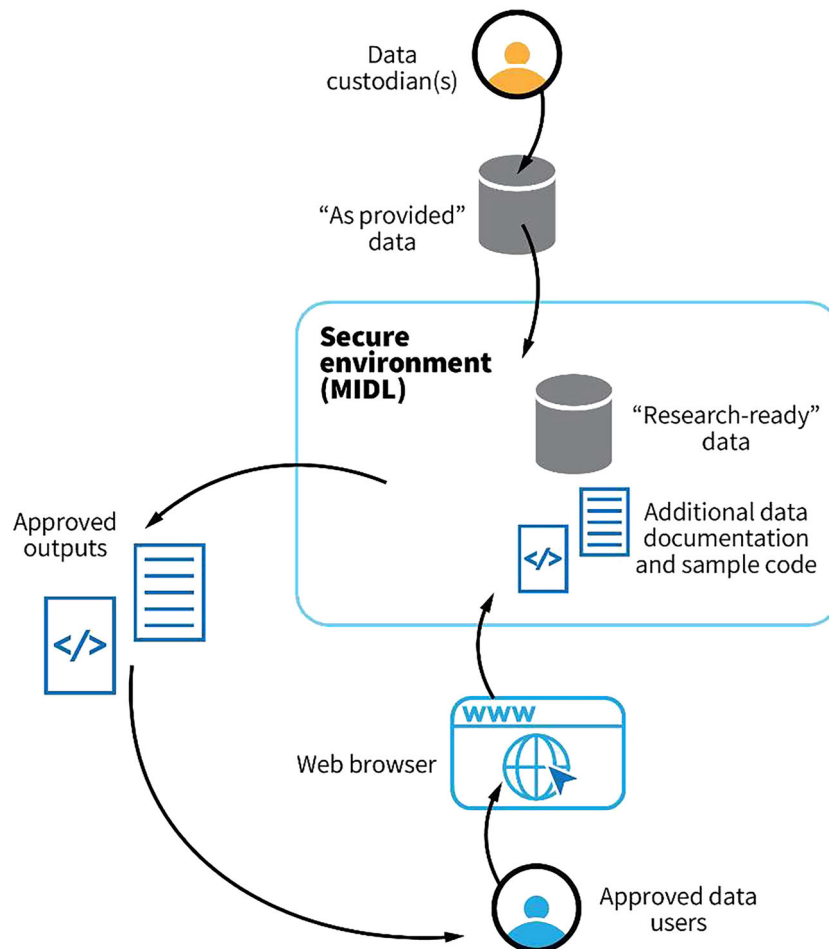 Data
custodian(s)
“As provided”
data
Secure
environment
(MIDL)
“Research-ready”
data
Additional data
documentation
and sample code
</>
Approved
outputs
</>
WWW
Web browser
Approved data
users